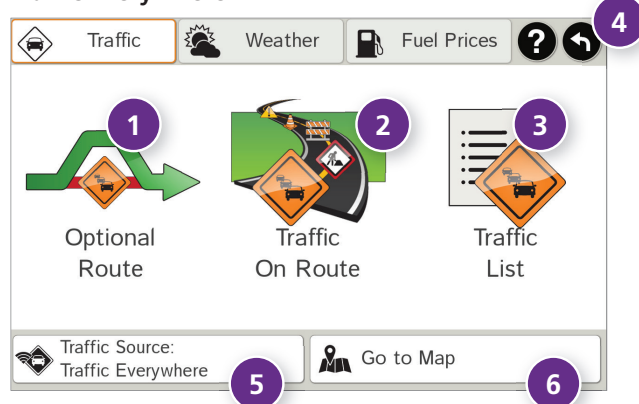 Traffic
Weather
Fuel Prices
?
4
1
2
3
Optional
Route
Traffic
On Route
Traffic
List
Traffic Source:
Traffic Everywhere
5
Go to Map
6